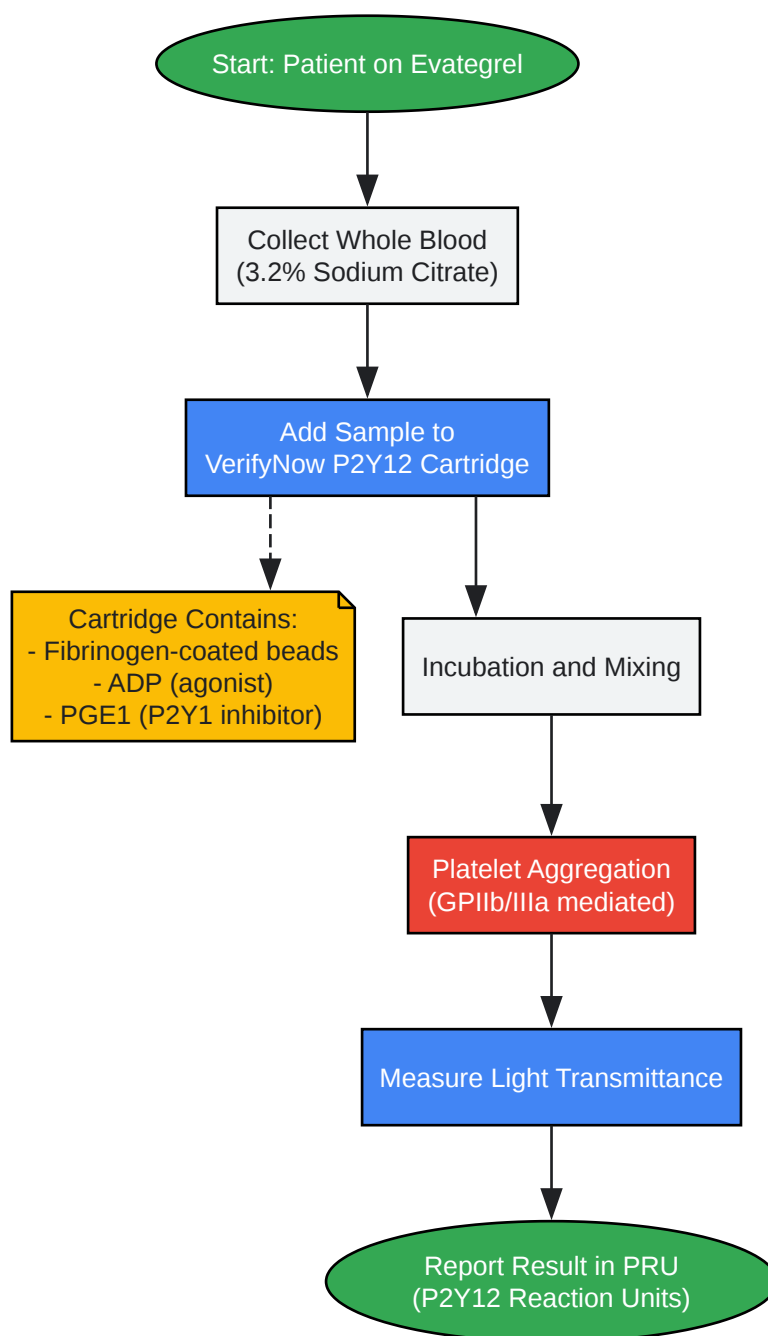 Start: Patient on Evategrel
Collect Whole Blood
(3.2% Sodium Citrate)
Add Sample to
VerifyNow P2Y12 Cartridge
Cartridge Contains:
- Fibrinogen-coated beads
- ADP (agonist)
- PGE1 (P2Y1 inhibitor)
Incubation and Mixing
Platelet Aggregation
(GPIIb/IIIa mediated)
Measure Light Transmittance
Report Result in PRU
(P2Y12 Reaction Units)